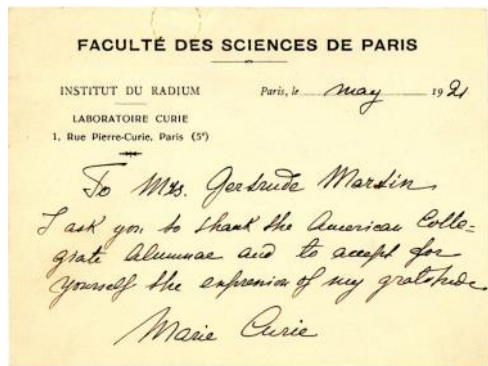 FACULTÉ DES SCIENCES DE PARIS
INSTITUT DU RADIUM
Paris, le may 1921
LABORATOIRE CURIE
1, Rue Pierre-Curie, Paris (5e)
To Mrs. Gertrude Martin
I ask you to thank the American Colle=
giate Alumnae and to accept for
yourself the expression of my gratitude
Marie Curie